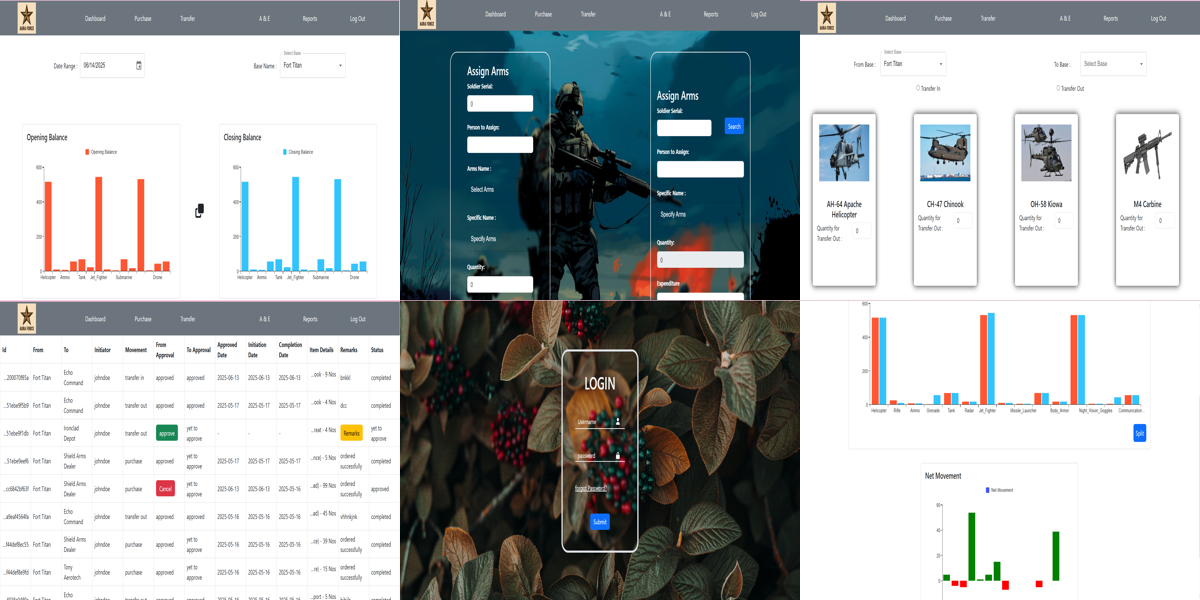 AURA FORCE
Dashboard Purchase Transfer A & E Reports Log Out
Date Range : 08/14/2025
Select Base
Base Name : Fort Titan
Opening Balance
Opening Balance
600
400
200
0
Helicopter Ammo Tank Jet_Fighter Submarine Drone
Closing Balance
Closing Balance
600
400
200
0
Helicopter Ammo Tank Jet_Fighter Submarine Drone
AURA FORCE
Dashboard Purchase Transfer A & E Reports Log Out
Assign Arms
Soldier Serial:
0
Person to Assign:
Arms Name :
Select Arms
Specific Name :
Specify Arms
Quantity:
0
Assign Arms
Soldier Serial:
Search
Person to Assign:
Specific Name :
Specify Arms
Quantity:
0
Expenditure
AURA FORCE
Dashboard Purchase Transfer A & E Reports Log Out
Select Base
From Base : Fort Titan
To Base : Select Base
Transfer In
Transfer Out
AH-64 Apache
Helicopter
Quantity for
Transfer Out : 0
CH-47 Chinook
Quantity for
Transfer Out : 0
OH-58 Kiowa
Quantity for
Transfer Out : 0
M4 Carbine
Quantity for
Transfer Out : 0
AURA FORCE
Dashboard Purchase Transfer A & E Reports Log Out
Id From To Initiator Movement From Approval To Approval Approved Date Initiation Date Completion Date Item Details Remarks Status
Fort Titan Echo Command johndoe transfer in approved approved 2025-06-13 2025-06-13 2025-06-13 ...ook - 9 Nos bnkkl completed
Fort Titan Echo Command johndoe transfer out approved approved 2025-05-17 2025-05-17 2025-05-17 ...ook - 4 Nos dcc completed
Fort Titan Ironclad Depot johndoe transfer out approve yet to approve - - - ...eat - 4 Nos Remarks yet to approve
Fort Titan Shield Arms Dealer johndoe purchase approved yet to approve 2025-05-17 2025-05-17 2025-05-17 ...nce) - 5 Nos ordered successfully completed
Fort Titan Shield Arms Dealer johndoe purchase Cancel yet to approve 2025-06-13 2025-05-16 2025-05-16 ...ad) - 99 Nos ordered successfully approved
Fort Titan Echo Command johndoe transfer out approved approved 2025-05-16 2025-05-16 2025-05-16 ...ad) - 45 Nos vhhnkjnk completed
Fort Titan Shield Arms Dealer johndoe purchase approved yet to approve 2025-05-16 2025-05-16 2025-05-16 ...ce) - 39 Nos ordered successfully completed
Fort Titan Tony Aerotech johndoe purchase approved yet to approve 2025-05-16 2025-05-16 2025-05-16 ...ce) - 15 Nos ordered successfully completed
Echo
LOGIN
Username
password
Forgot Password?
Submit
600
400
200
0
Helicopter Rifle Ammo Grenade Tank Radar Jet_Fighter Missile_Launcher Body_Armor Night_Vision_Goggles Communication
Split
Net Movement
Net Movement
60
40
20
0